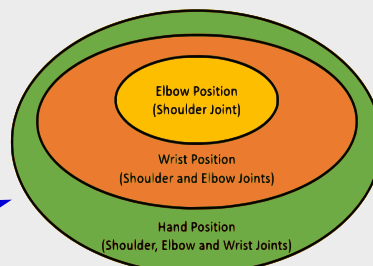 Elbow Position
(Shoulder Joint)
Wrist Position
(Shoulder and Elbow Joints)
Hand Position
(Shoulder, Elbow and Wrist Joints)